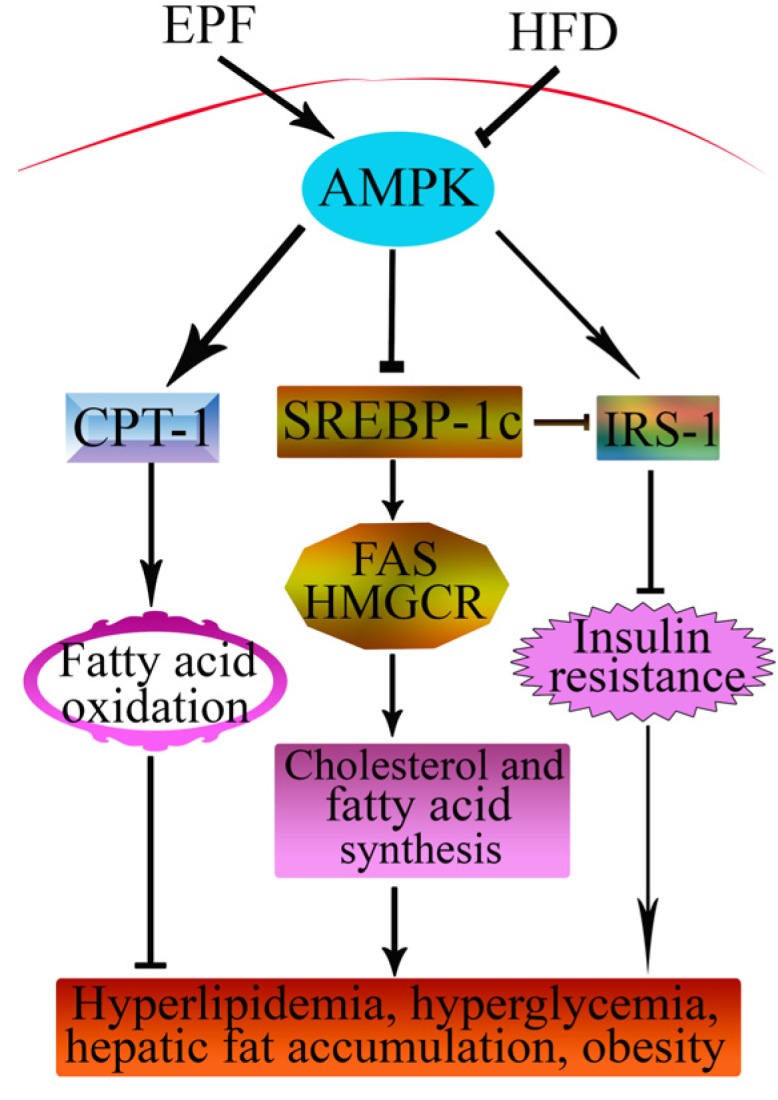 EPF
HFD
AMPK
CPT-1
SREBP-1c
IRS-1
FAS
HMGCR
Fatty acid
oxidation
Insulin
resistance
Cholesterol and
fatty acid
synthesis
Hyperlipidemia, hyperglycemia,
hepatic fat accumulation, obesity